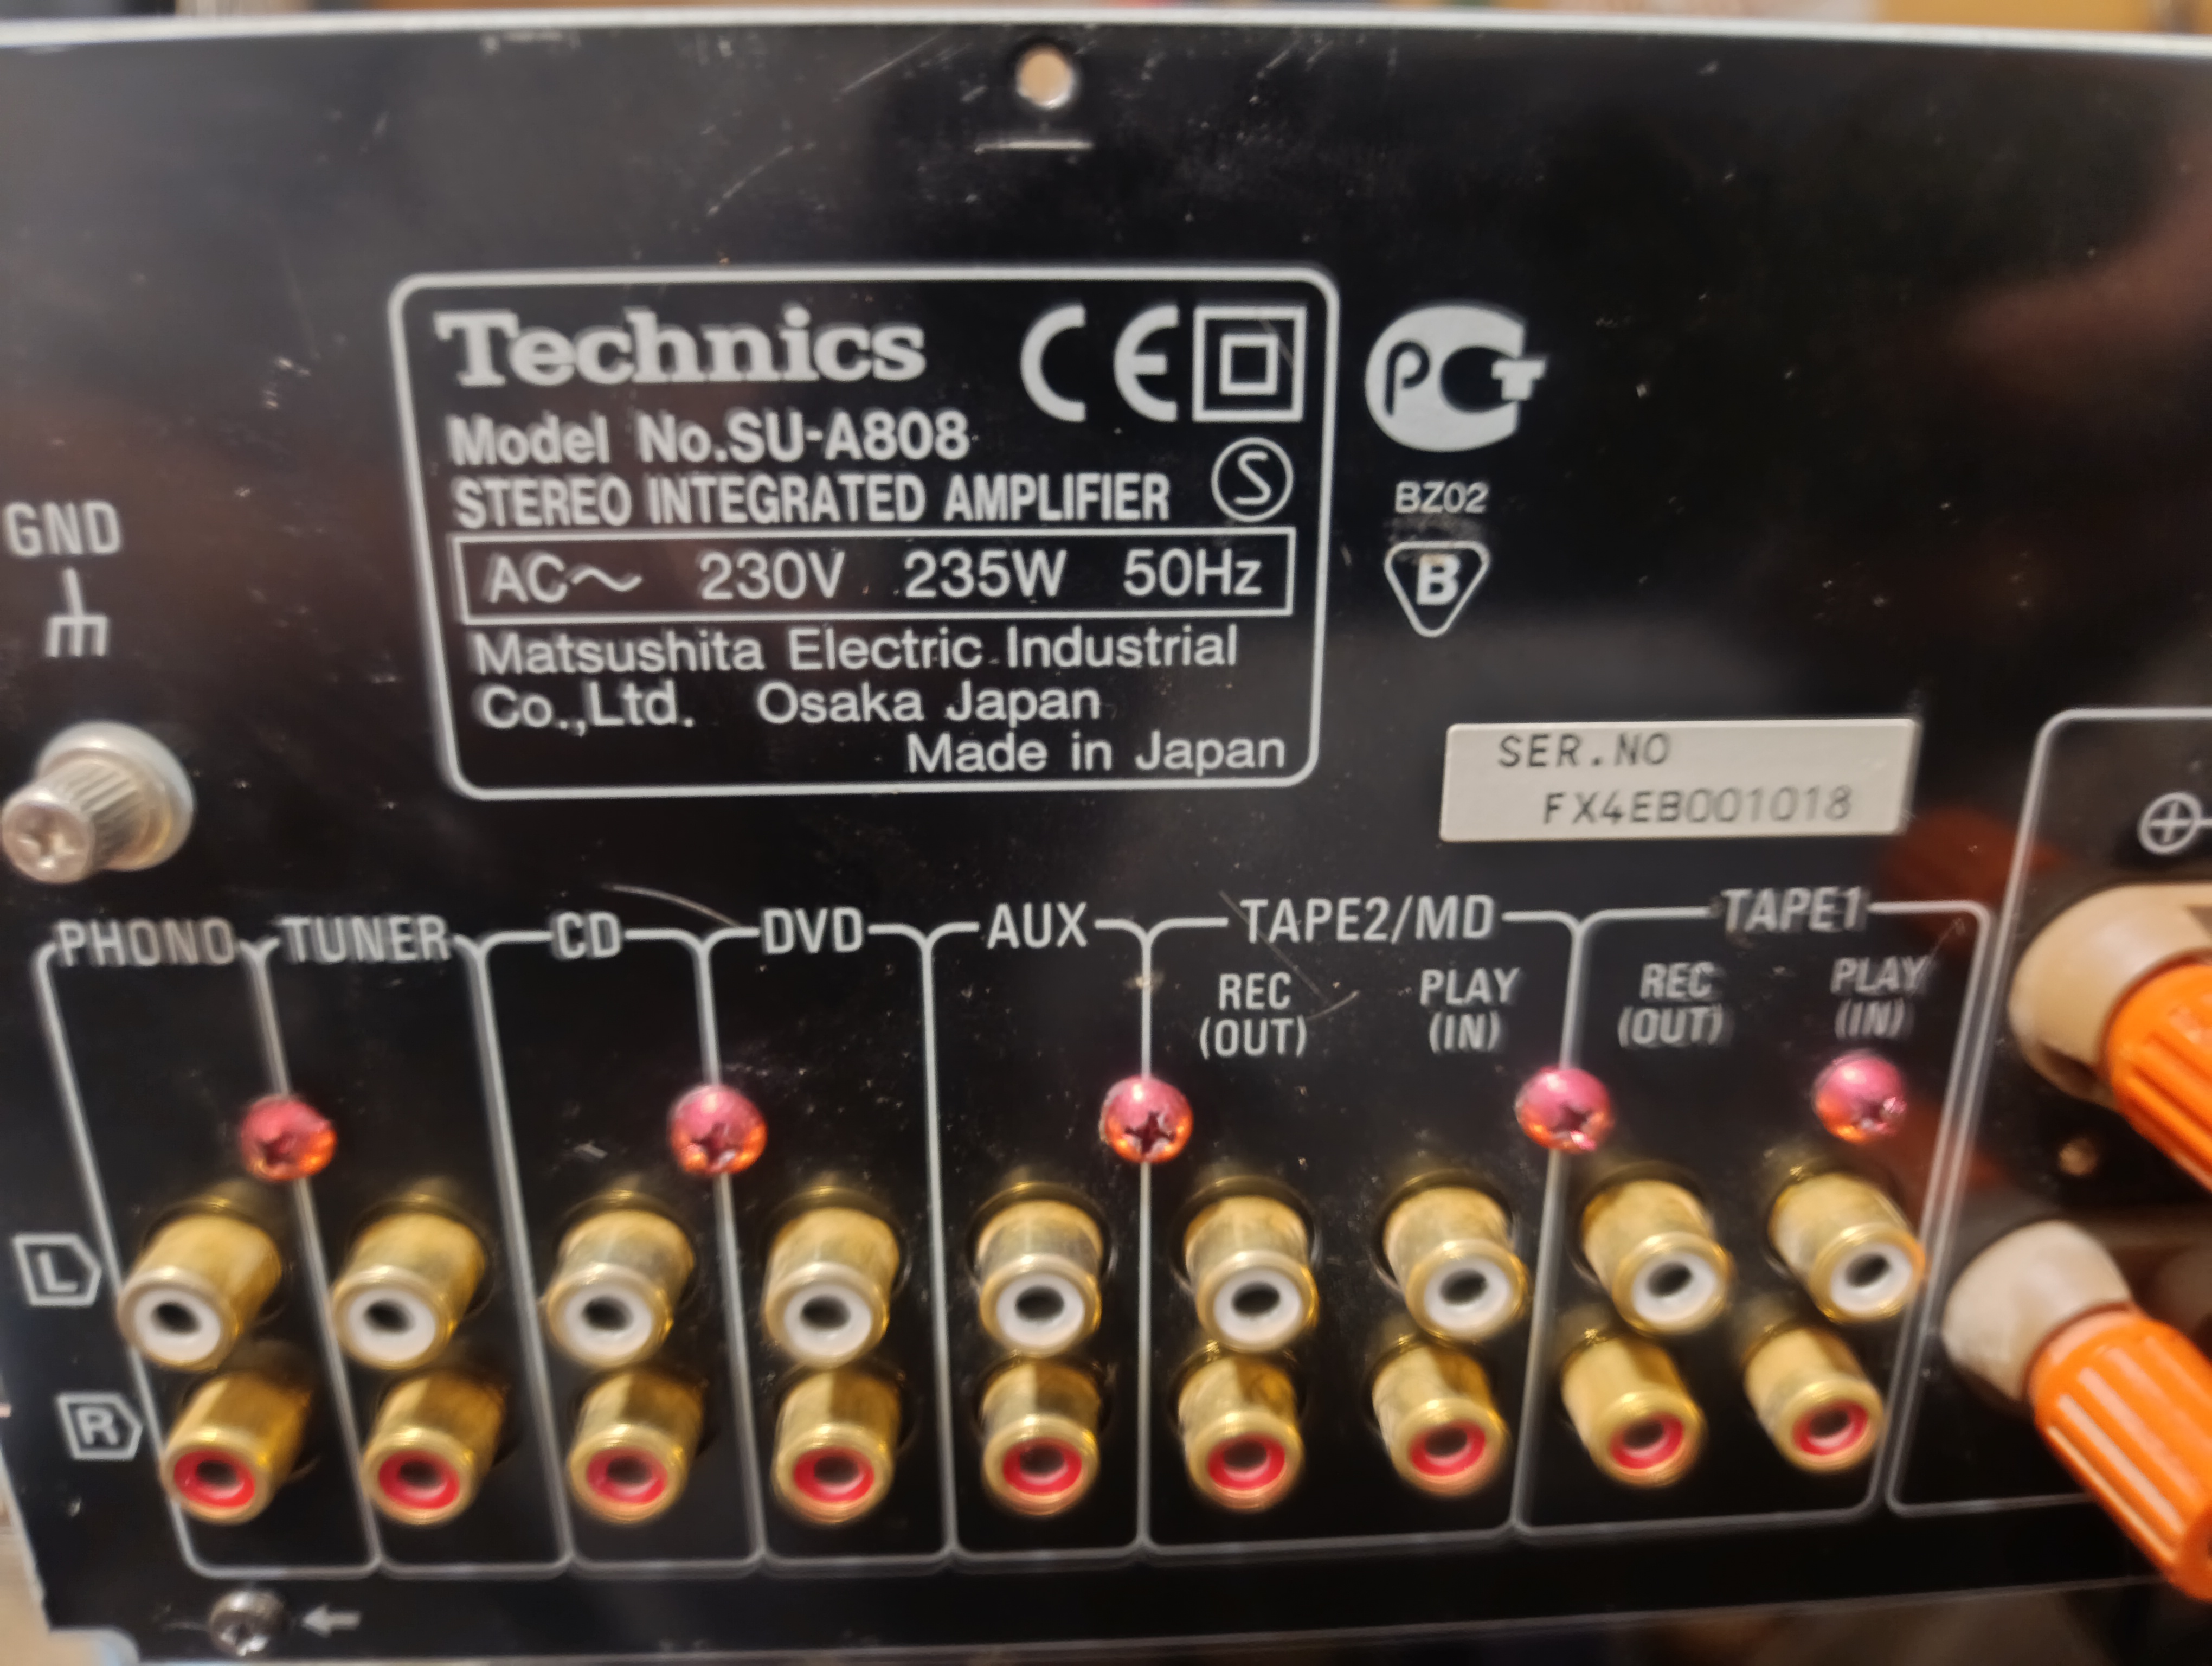 Technics CE
Model No.SU-A808
STEREO INTEGRATED AMPLIFIER S
AC~ 230V 235W 50Hz
Matsushita Electric Industrial
Co.,Ltd. Osaka Japan
Made in Japan
PCT
BZ02
B
GND
SER.NO
FX4EB001018
PHONO TUNER CD DVD AUX TAPE2/MD TAPE1
REC PLAY REC PLAY
(OUT) (IN) (OUT) (IN)
L
R